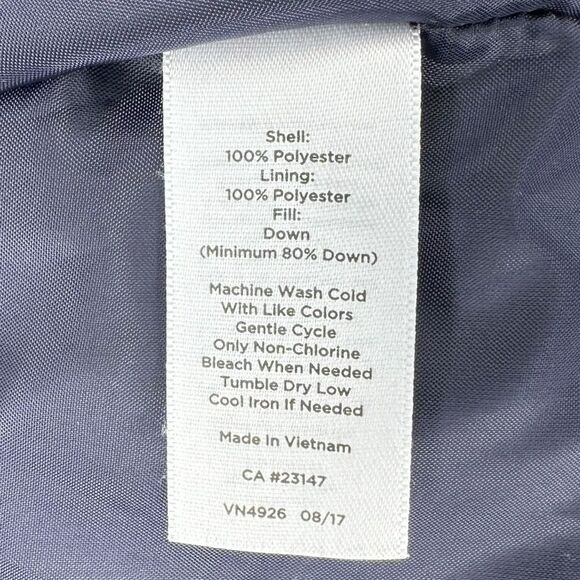 Shell:
100% Polyester
Lining:
100% Polyester
Fill:
Down
(Minimum 80% Down)
Machine Wash Cold
With Like Colors
Gentle Cycle
Only Non-Chlorine
Bleach When Needed
Tumble Dry Low
Cool Iron If Needed
Made In Vietnam
CA #23147
VN4926 08/17